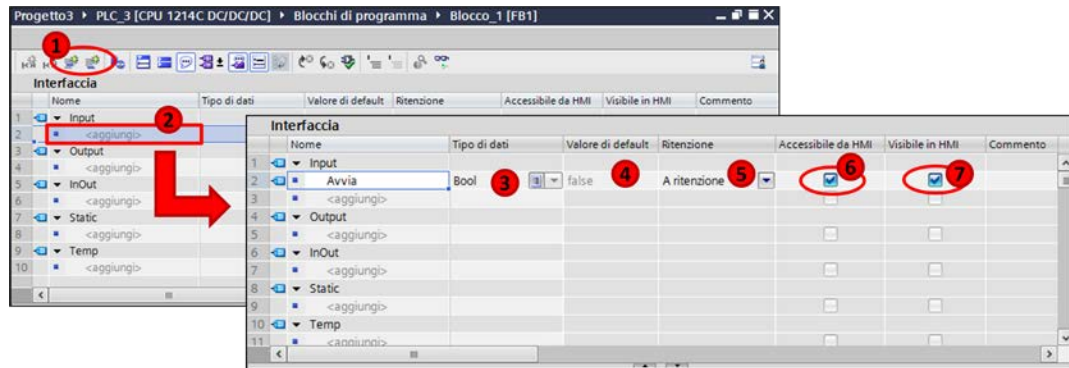 Progetto3 ▸ PLC_3 [CPU 1214C DC/DC/DC] ▸ Blocchi di programma ▸ Blocco_1 [FB1]
1
Interfaccia
Nome Tipo di dati Valore di default Ritenzione Accessibile da HMI Visibile in HMI Commento
1 Input
2 <aggiungi>
2
3 Output
4 <aggiungi>
5 InOut
6 <aggiungi>
7 Static
8 <aggiungi>
9 Temp
10 <aggiungi>
Interfaccia
Nome Tipo di dati Valore di default Ritenzione Accessibile da HMI Visibile in HMI Commento
1 Input
2 Avvia Bool 3 false 4 A ritenzione 5 6 7
3 <aggiungi>
4 Output
5 <aggiungi>
6 InOut
7 <aggiungi>
8 Static
9 <aggiungi>
10 Temp
11 <aggiungi>